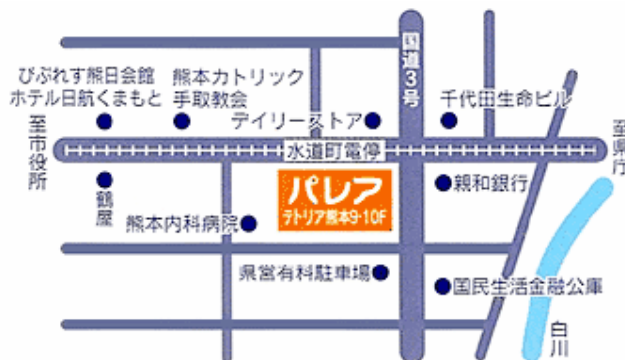 国道3号
びぷれす熊日会館
ホテル日航くまもと
熊本カトリック
手取教会
デイリーストア
千代田生命ビル
至市役所
水道町電停
至県庁
鶴屋
パレア
テトリア熊本9・10F
親和銀行
熊本内科病院
県営有料駐車場
国民生活金融公庫
白川